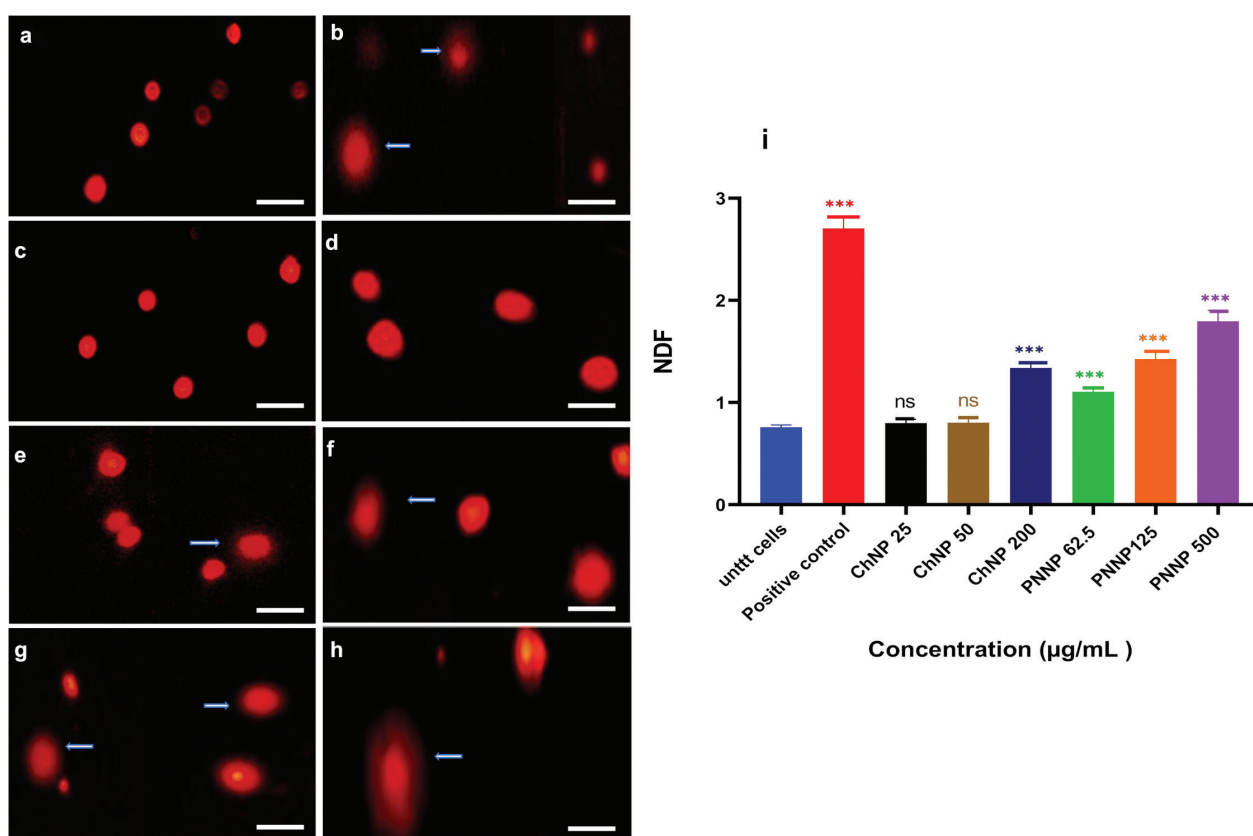 a
b
c
d
e
f
g
h
i
NDF
3
2
1
0
***
ns
ns
***
***
***
***
unttt cells
Positive control
ChNP 25
ChNP 50
ChNP 200
PNNP 62.5
PNNP125
PNNP 500
Concentration (µg/mL )